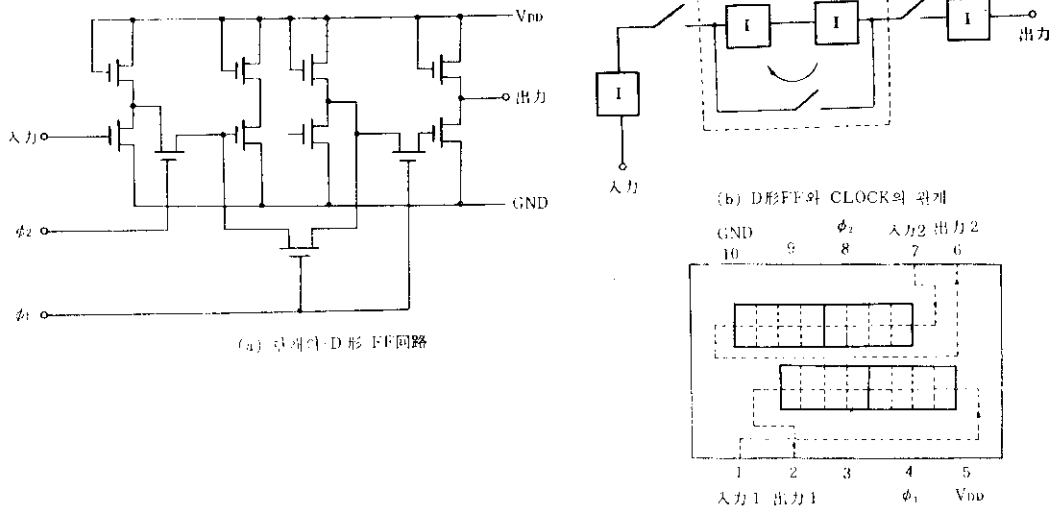 VDD
出力
入力
GND
φ2
φ1
(a) D形 FF回路
I
I
I
出力
I
入力
(b) D形FF와 CLOCK의 관계
GND φ2 入力2 出力2
10 9 8 7 6
1 2 3 4 5
入力1 出力1 φ1 VDD